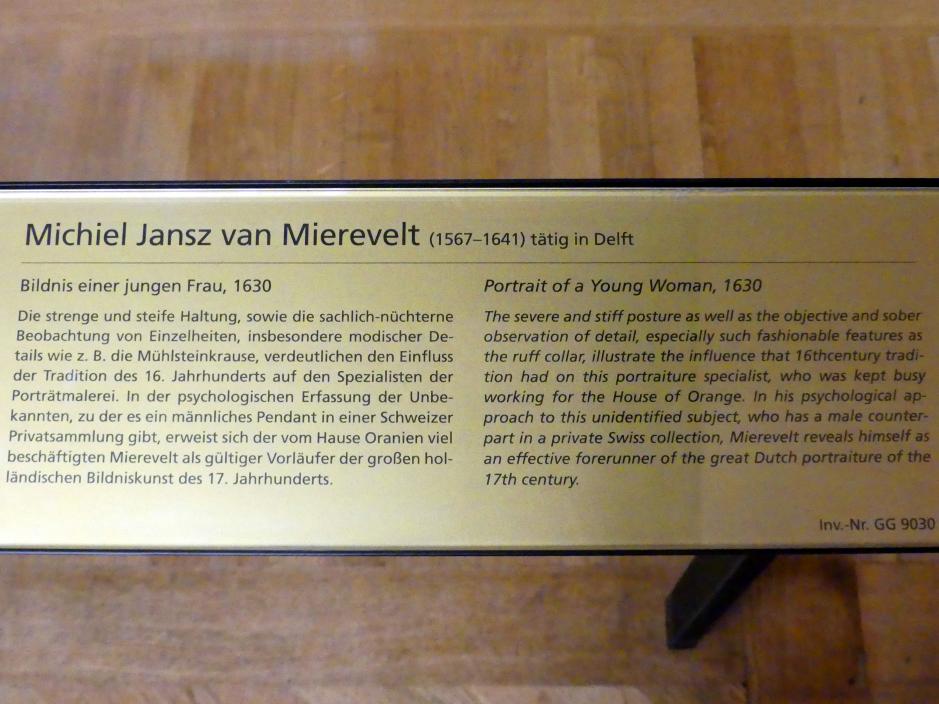 Michiel Jansz van Mierevelt (1567–1641) tätig in Delft
Bildnis einer jungen Frau, 1630
Die strenge und steife Haltung, sowie die sachlich-nüchterne
Beobachtung von Einzelheiten, insbesondere modischer De-
tails wie z. B. die Mühlsteinkrause, verdeutlichen den Einfluss
der Tradition des 16. Jahrhunderts auf den Spezialisten der
Porträtmalerei. In der psychologischen Erfassung der Unbe-
kannten, zu der es ein männliches Pendant in einer Schweizer
Privatsammlung gibt, erweist sich der vom Hause Oranien viel
beschäftigten Mierevelt als gültiger Vorläufer der großen hol-
ländischen Bildniskunst des 17. Jahrhunderts.
Portrait of a Young Woman, 1630
The severe and stiff posture as well as the objective and sober
observation of detail, especially such fashionable features as
the ruff collar, illustrate the influence that 16thcentury tradi-
tion had on this portraiture specialist, who was kept busy
working for the House of Orange. In his psychological ap-
proach to this unidentified subject, who has a male counter-
part in a private Swiss collection, Mierevelt reveals himself as
an effective forerunner of the great Dutch portraiture of the
17th century.
Inv.-Nr. GG 9030